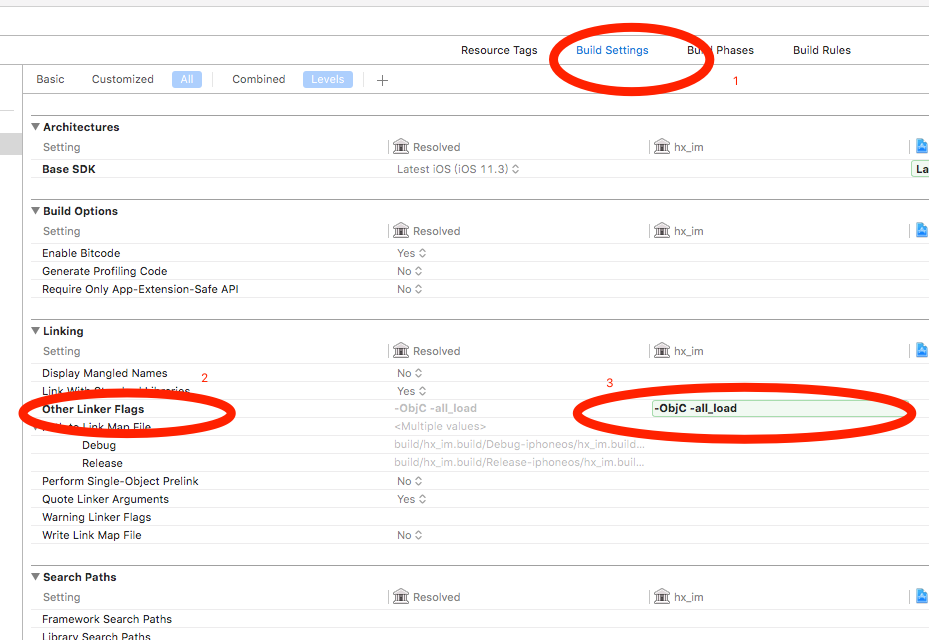 Resource Tags Build Settings Build Phases Build Rules
1
Basic Customized All Combined Levels
Architectures
Setting Resolved hx_im
Base SDK Latest iOS (iOS 11.3) La
Build Options
Setting Resolved hx_im
Enable Bitcode Yes
Generate Profiling Code No
Require Only App-Extension-Safe API No
Linking
Setting Resolved hx_im
Display Mangled Names No
2 3
Link With Standard Libraries Yes
Other Linker Flags -ObjC -all_load -ObjC -all_load
Link Map File <Multiple values>
Debug build/hx_im.build/Debug-iphoneos/hx_im.build...
Release build/hx_im.build/Release-iphoneos/hx_im.buil...
Perform Single-Object Prelink No
Quote Linker Arguments Yes
Warning Linker Flags
Write Link Map File No
Search Paths
Setting Resolved hx_im
Framework Search Paths
Library Search Paths